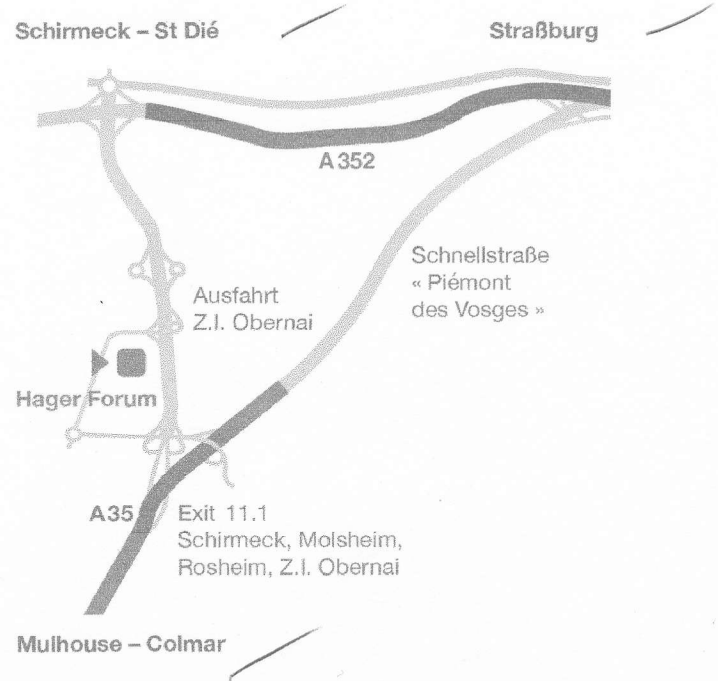 Schirmeck – St Dié
Straßburg
A 352
Schnellstraße
« Piémont
des Vosges »
Ausfahrt
Z.I. Obernai
Hager Forum
A35
Exit 11.1
Schirmeck, Molsheim,
Rosheim, Z.I. Obernai
Mulhouse – Colmar